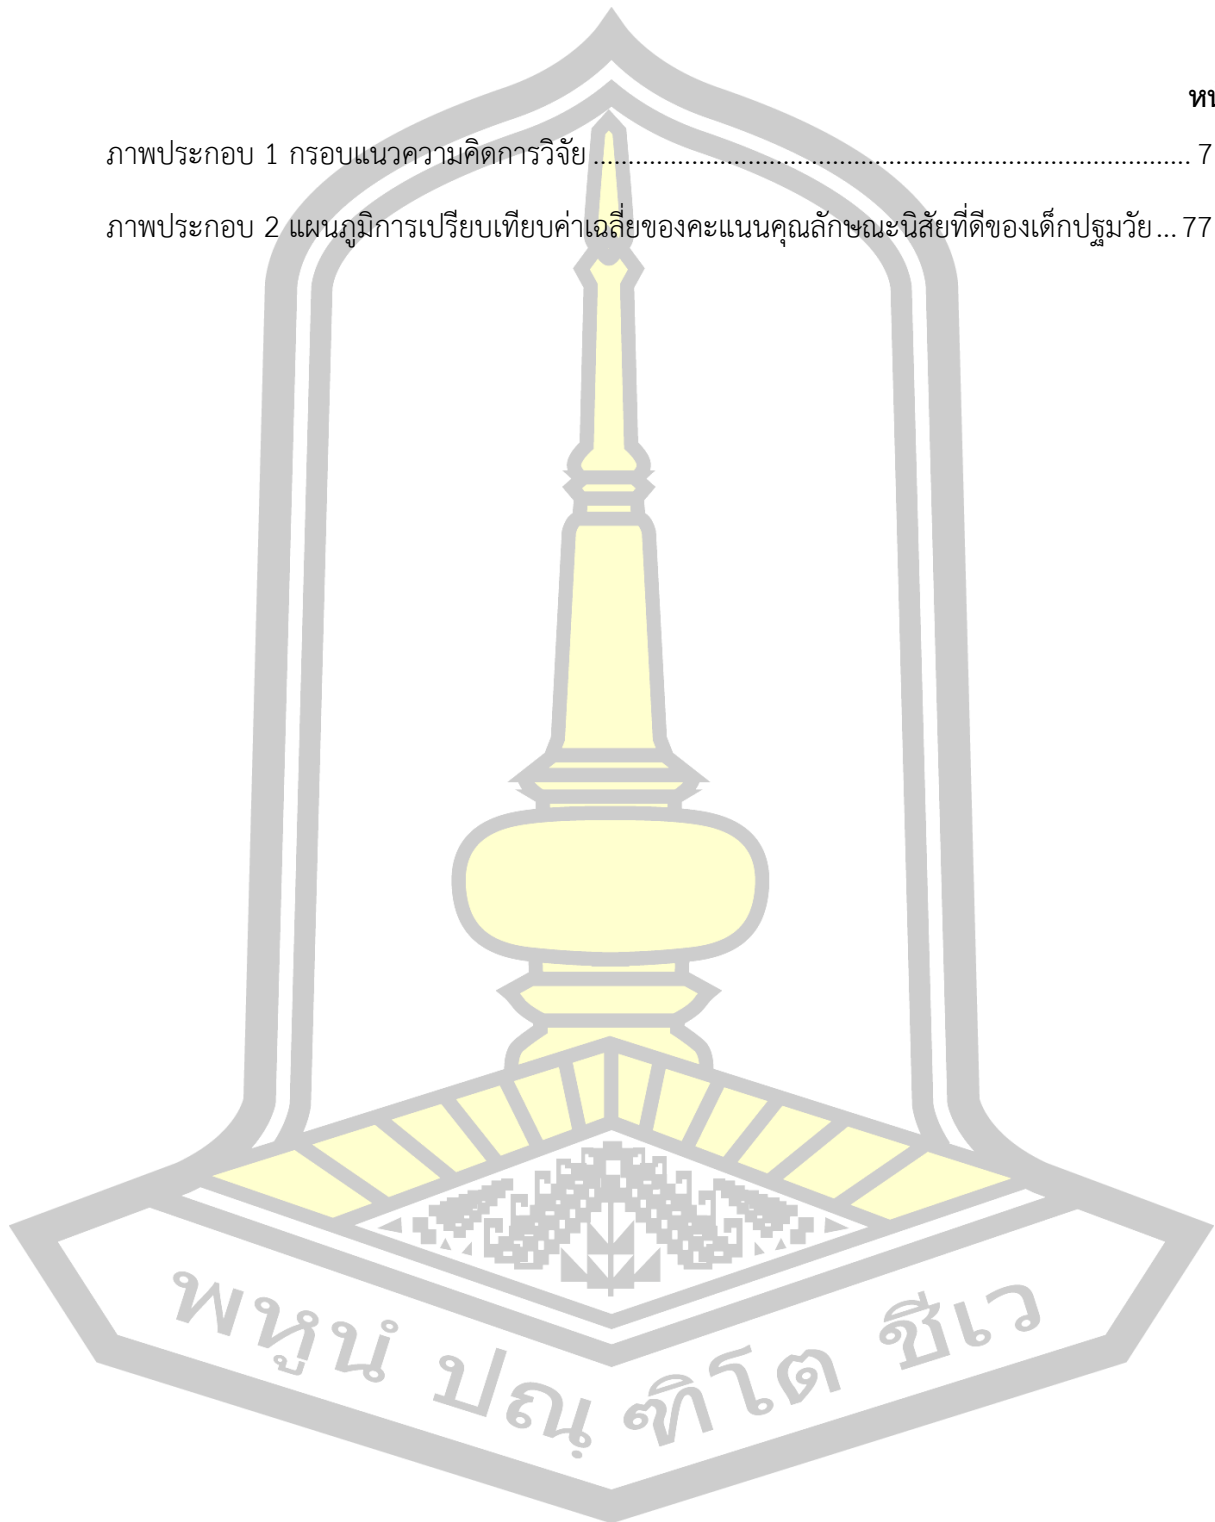 ภาพประกอบ 1 กรอบแนวความคิดการวิจัย ..................................................................................... 7
ภาพประกอบ 2 แผนภูมิการเปรียบเทียบค่าเฉลี่ยของคะแนนคุณลักษณะนิสัยที่ดีของเด็กปฐมวัย ... 77
พหูนํ ปณฺฑิโต ชีเว